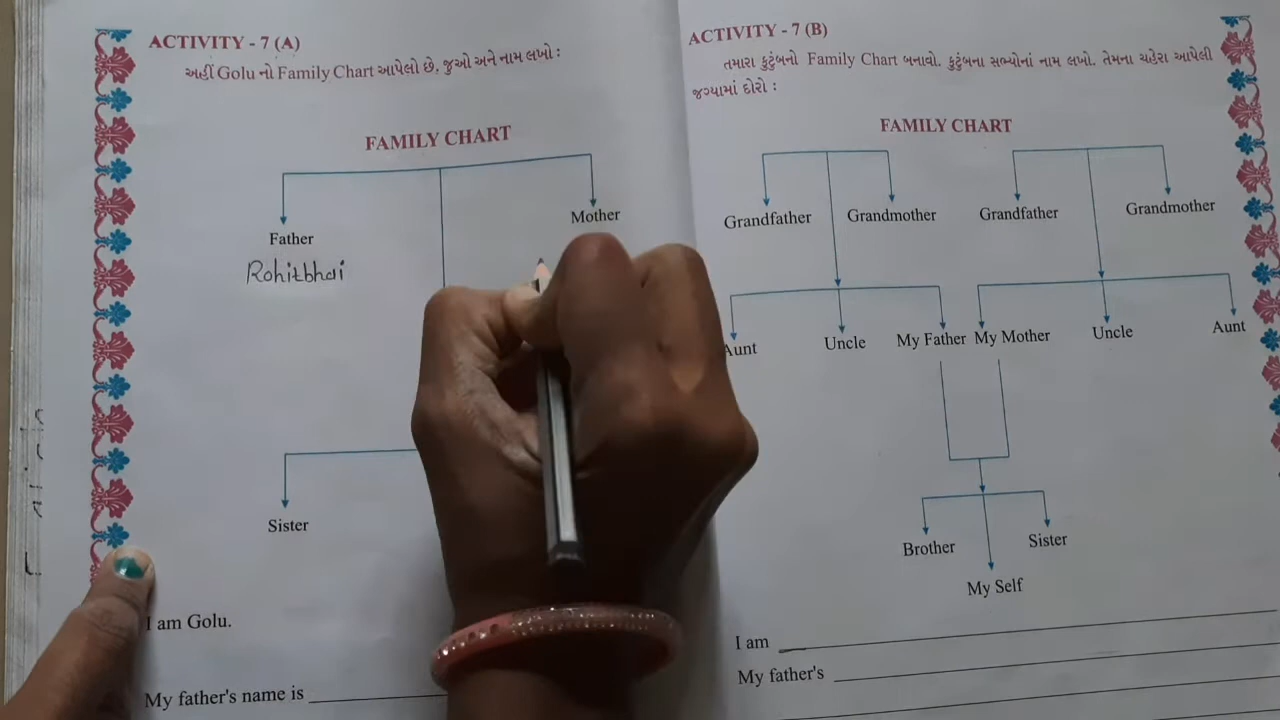 ACTIVITY - 7 (A)
અહીં Golu નો Family Chart આપેલો છે. જુઓ અને નામ લખો :
FAMILY CHART
Father
Mother
Rohitbhai
Sister
I am Golu.
My father's name is
ACTIVITY - 7 (B)
તમારા કુટુંબનો Family Chart બનાવો. કુટુંબના સભ્યોનાં નામ લખો. તેમના ચહેરા આપેલી
જગ્યામાં દોરો :
FAMILY CHART
Grandfather Grandmother Grandfather Grandmother
Aunt Uncle My Father My Mother Uncle Aunt
Brother Sister
My Self
I am
My father's